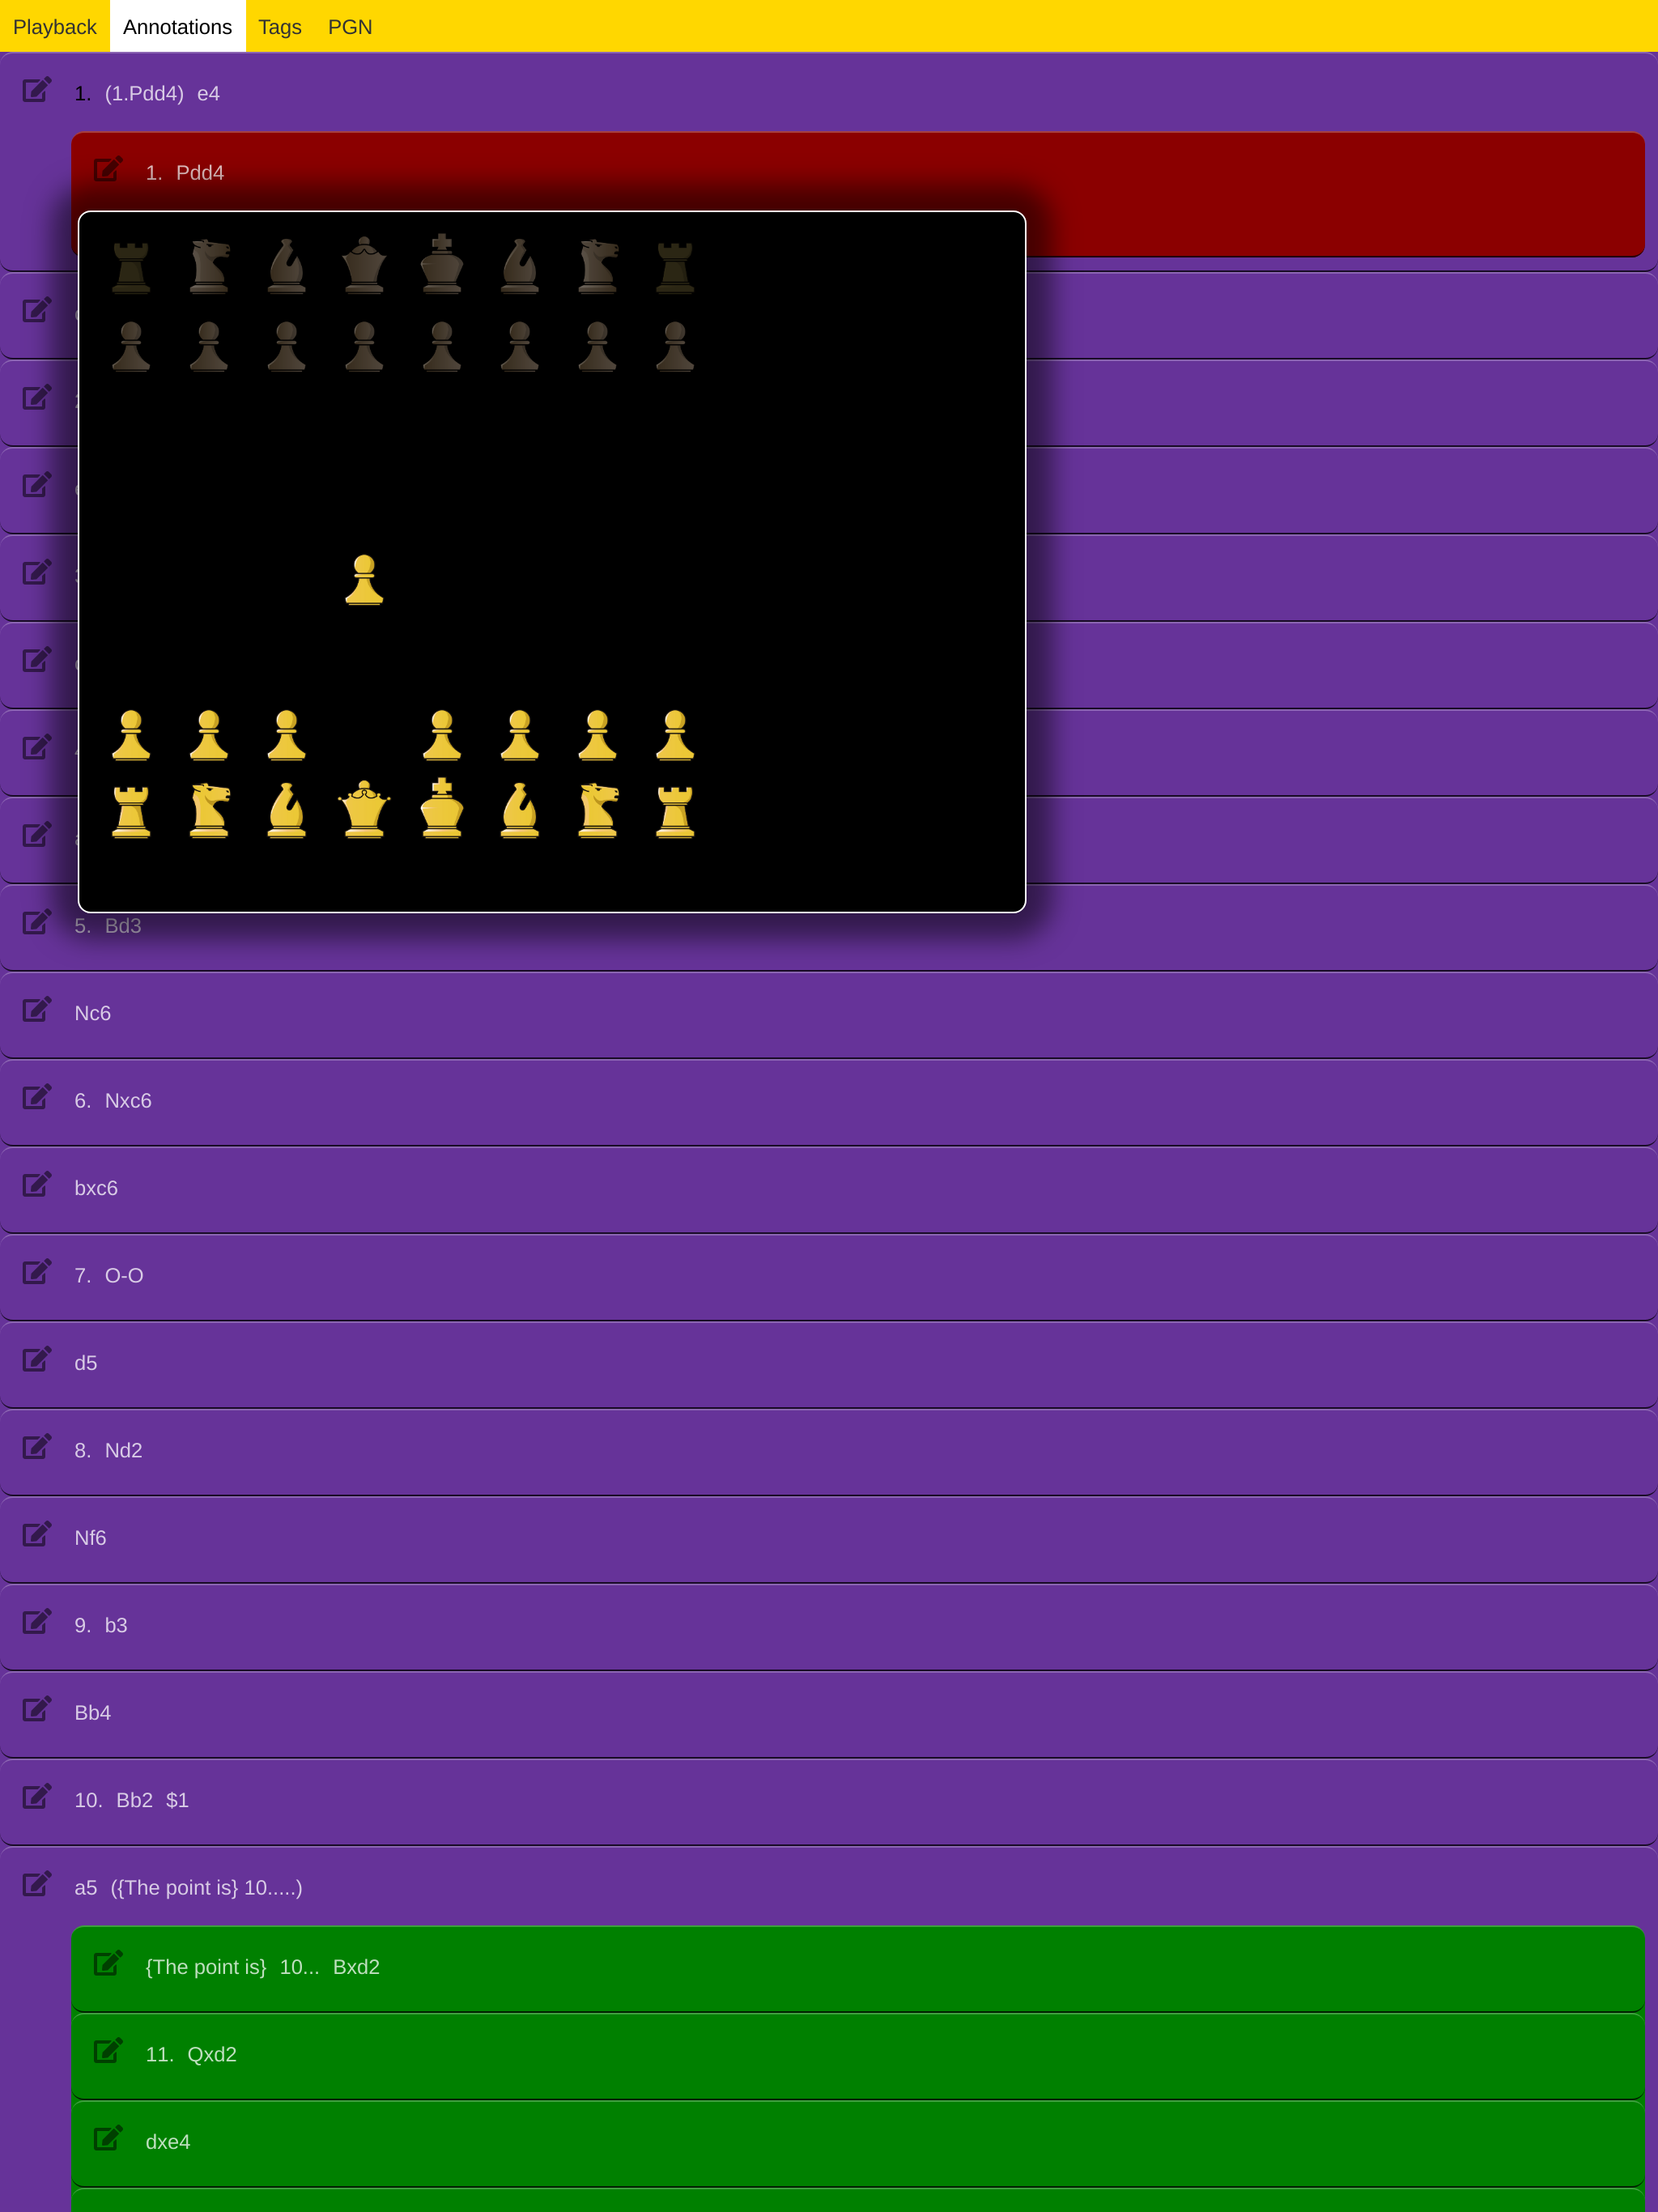 Playback Annotations Tags PGN
1. (1.Pdd4) e4
1. Pdd4
5. Bd3
Nc6
6. Nxc6
bxc6
7. O-O
d5
8. Nd2
Nf6
9. b3
Bb4
10. Bb2 $1
a5 ({The point is} 10.....)
{The point is} 10... Bxd2
11. Qxd2
dxe4